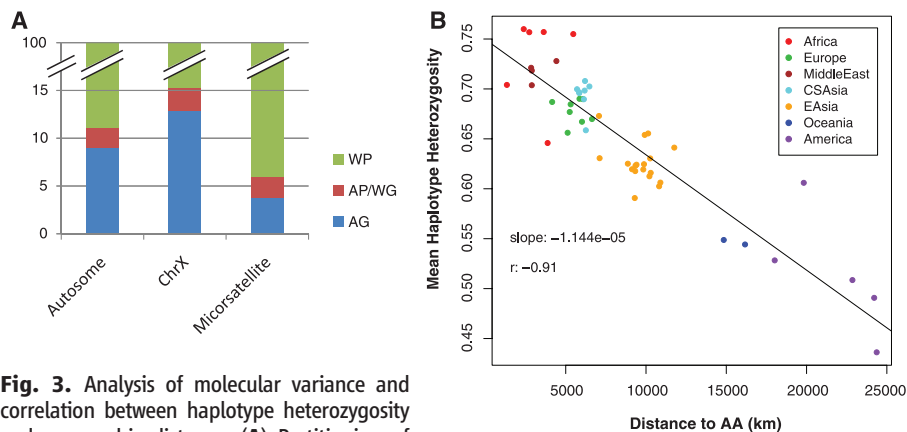 A
100
15
10
5
0
WP
AP/WG
AG
Autosome
ChrX
Micorsatellite
B
Mean Haplotype Heterozygosity
0.75
0.70
0.65
0.60
0.55
0.50
0.45
Africa
Europe
MiddleEast
CSAsia
EAsia
Oceania
America
slope: −1.144e−05
r: −0.91
5000 10000 15000 20000 25000
Distance to AA (km)
Fig. 3. Analysis of molecular variance and
correlation between haplotype heterozygosity